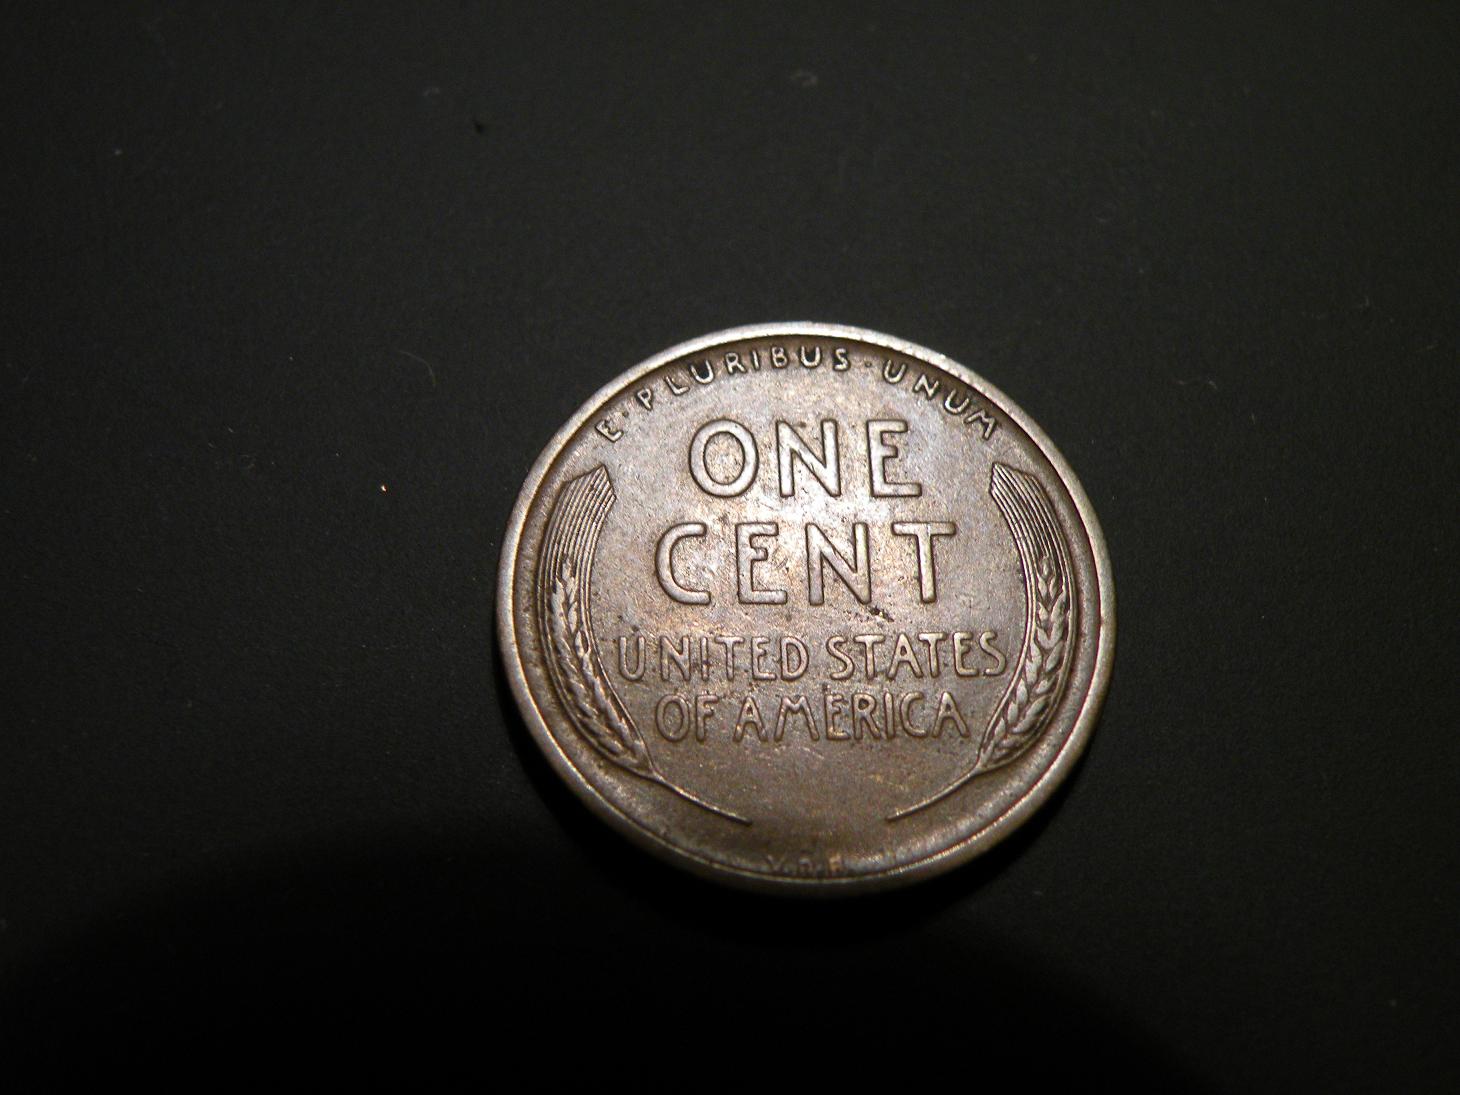 E·PLURIBUS·UNUM
ONE
CENT
UNITED STATES
OF AMERICA
V.D.B.